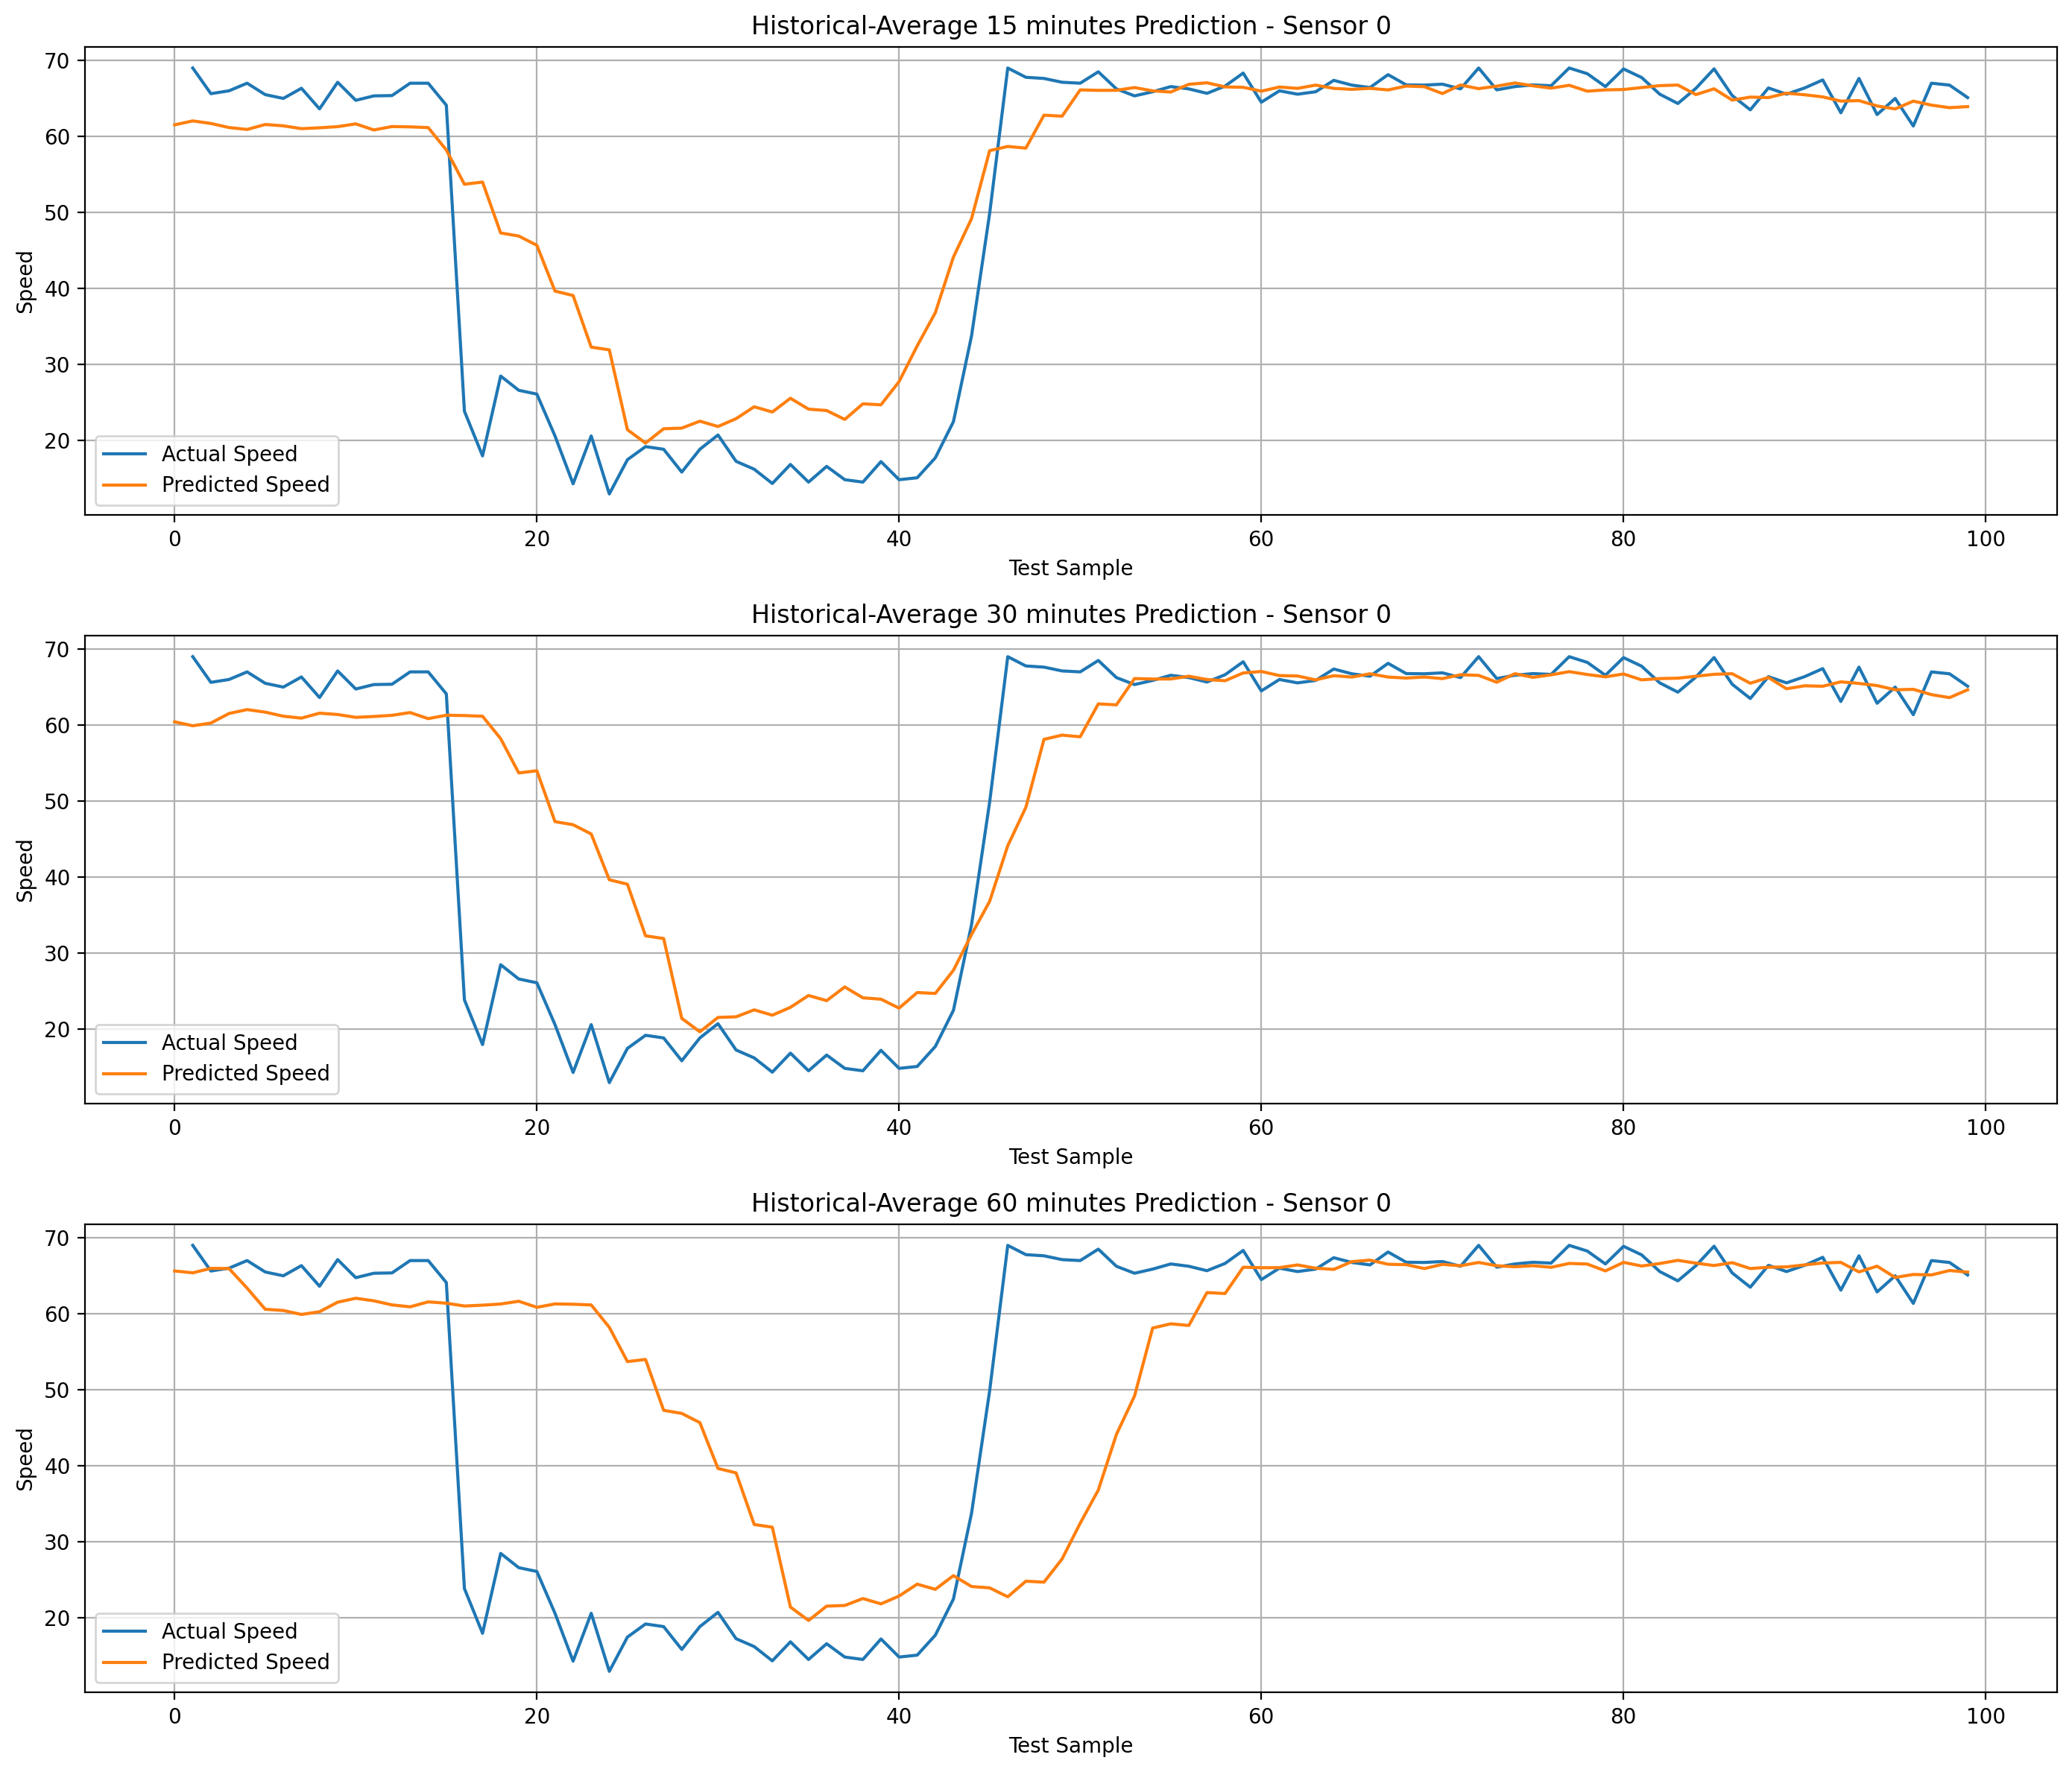 Historical-Average 15 minutes Prediction - Sensor 0
70
60
50
40
30
20
Speed
Actual Speed
Predicted Speed
0 20 40 60 80 100
Test Sample
Historical-Average 30 minutes Prediction - Sensor 0
70
60
50
40
30
20
Speed
Actual Speed
Predicted Speed
0 20 40 60 80 100
Test Sample
Historical-Average 60 minutes Prediction - Sensor 0
70
60
50
40
30
20
Speed
Actual Speed
Predicted Speed
0 20 40 60 80 100
Test Sample